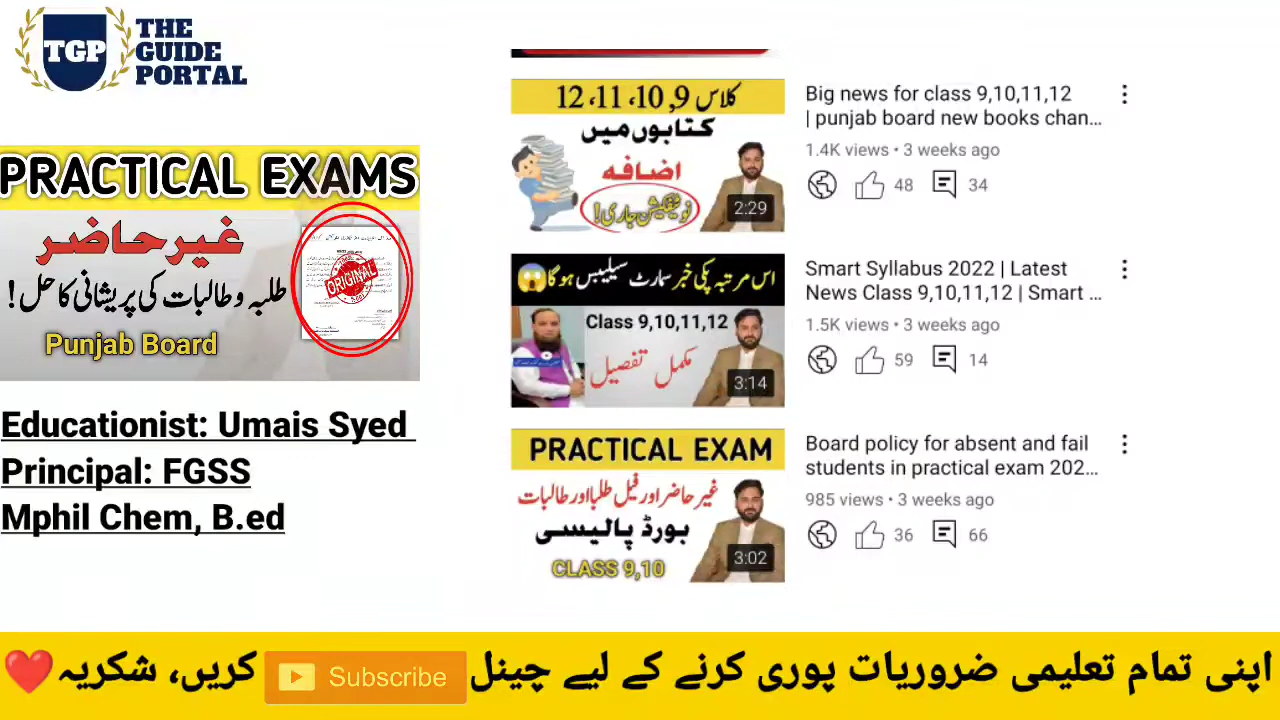 TGP
THE
GUIDE
PORTAL
PRACTICAL EXAMS
غیر حاضر
طلبہ و طالبات کی پریشانی کا حل!
ORIGINAL
Punjab Board
Educationist: Umais Syed
Principal: FGSS
Mphil Chem, B.ed
کلاس 9, 10، 11، 12
کتابوں میں
اضافہ
نوٹیفکیشن جاری!
2:29
Big news for class 9,10,11,12
| punjab board new books chan...
1.4K views • 3 weeks ago
48 34
اس مرتبہ پکی خبر سمارٹ سیلیبس ہو گا
Class 9,10,11,12
مکمل تفصیل
3:14
Smart Syllabus 2022 | Latest
News Class 9,10,11,12 | Smart ...
1.5K views • 3 weeks ago
59 14
PRACTICAL EXAM
غیر حاضر اور فیل طلبا اور طالبات
بورڈ پالیسی
CLASS 9,10
3:02
Board policy for absent and fail
students in practical exam 202...
985 views • 3 weeks ago
36 66
اپنی تمام تعلیمی ضروریات پوری کرنے کے لیے چینل Subscribe کریں، شکریہ